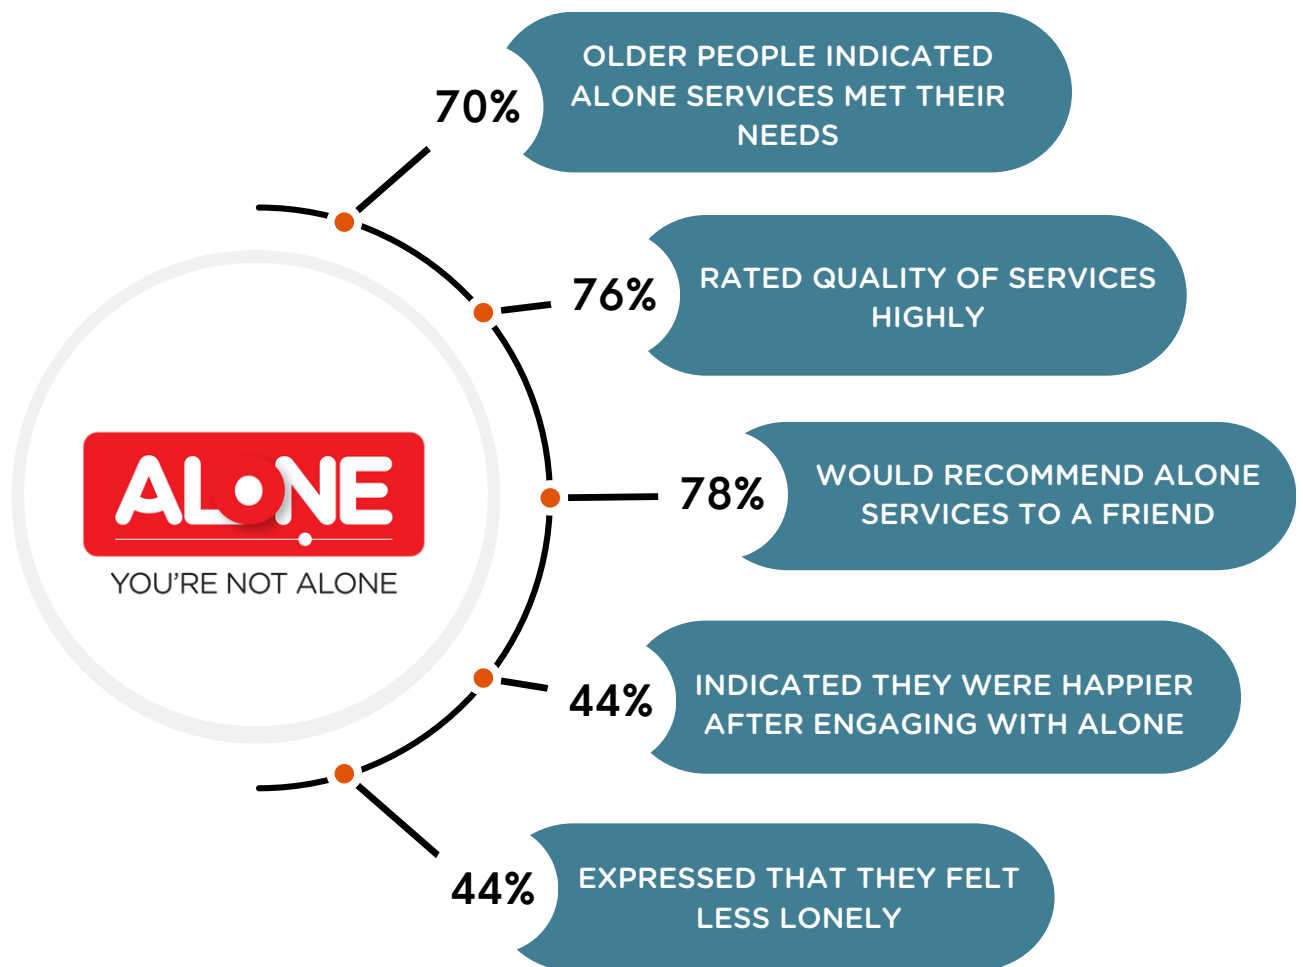 70%
OLDER PEOPLE INDICATED
ALONE SERVICES MET THEIR
NEEDS
76%
RATED QUALITY OF SERVICES
HIGHLY
78%
WOULD RECOMMEND ALONE
SERVICES TO A FRIEND
ALONE
YOU'RE NOT ALONE
44%
INDICATED THEY WERE HAPPIER
AFTER ENGAGING WITH ALONE
44%
EXPRESSED THAT THEY FELT
LESS LONELY